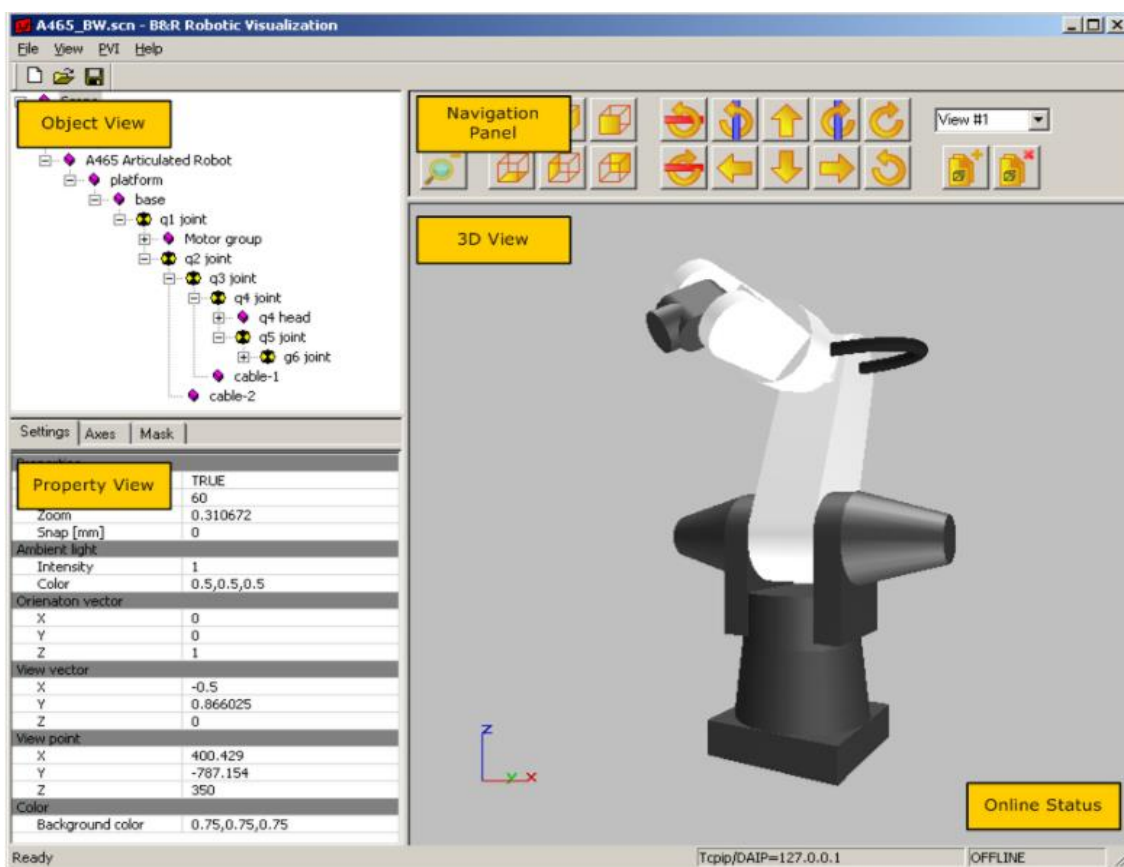 A465_BW.scn - B&R Robotic Visualization
File View PVI Help
Object View
A465 Articulated Robot
platform
base
q1 joint
Motor group
q2 joint
q3 joint
q4 joint
q4 head
q5 joint
g6 joint
cable-1
cable-2
Navigation
Panel
View #1
3D View
Settings Axes Mask
Property View
TRUE
60
Zoom 0.310672
Snap [mm] 0
Ambient light
Intensity 1
Color 0.5,0.5,0.5
Orienaton vector
X 0
Y 0
Z 1
View vector
X -0.5
Y 0.866025
Z 0
View point
X 400.429
Y -787.154
Z 350
Color
Background color 0.75,0.75,0.75
z
y x
Online Status
Ready Tcpip/DAIP=127.0.0.1 OFFLINE